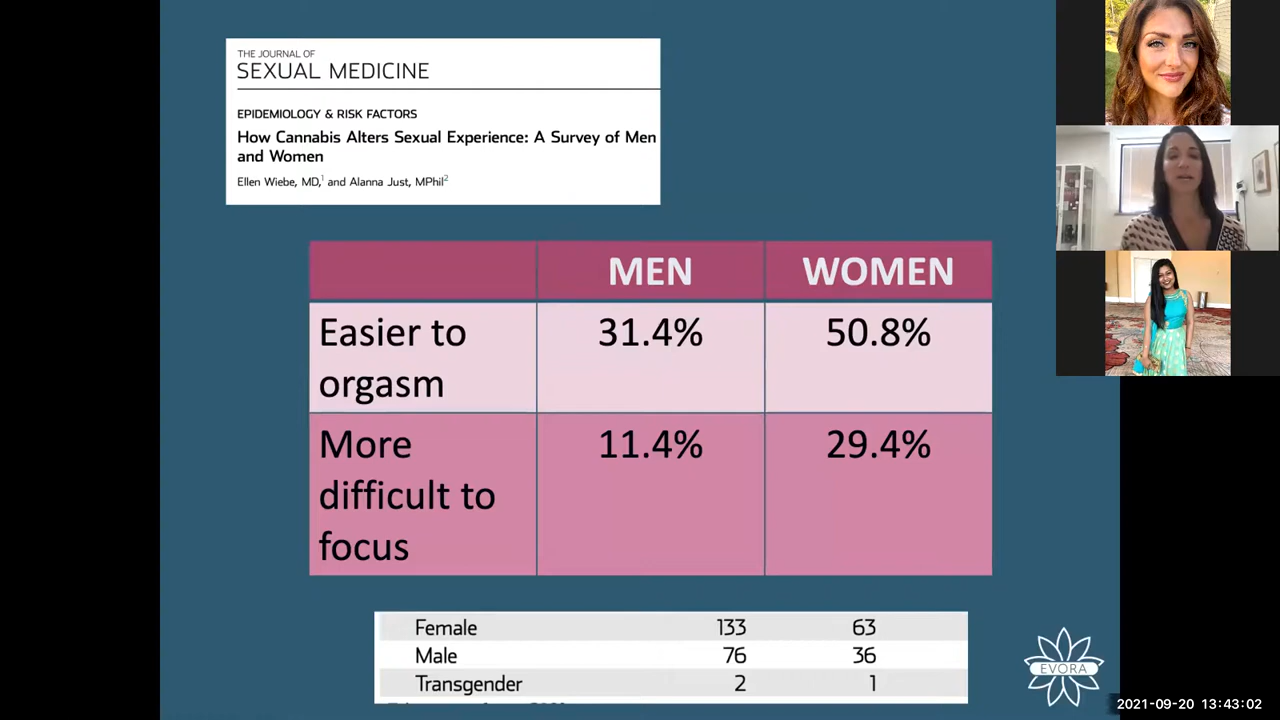 THE JOURNAL OF
SEXUAL MEDICINE
EPIDEMIOLOGY & RISK FACTORS
How Cannabis Alters Sexual Experience: A Survey of Men
and Women
Ellen Wiebe, MD,1 and Alanna Just, MPhil2
MEN WOMEN
Easier to 31.4% 50.8%
orgasm
More 11.4% 29.4%
difficult to
focus
Female 133 63
Male 76 36
Transgender 2 1
EVORA
2021-09-20 13:43:02